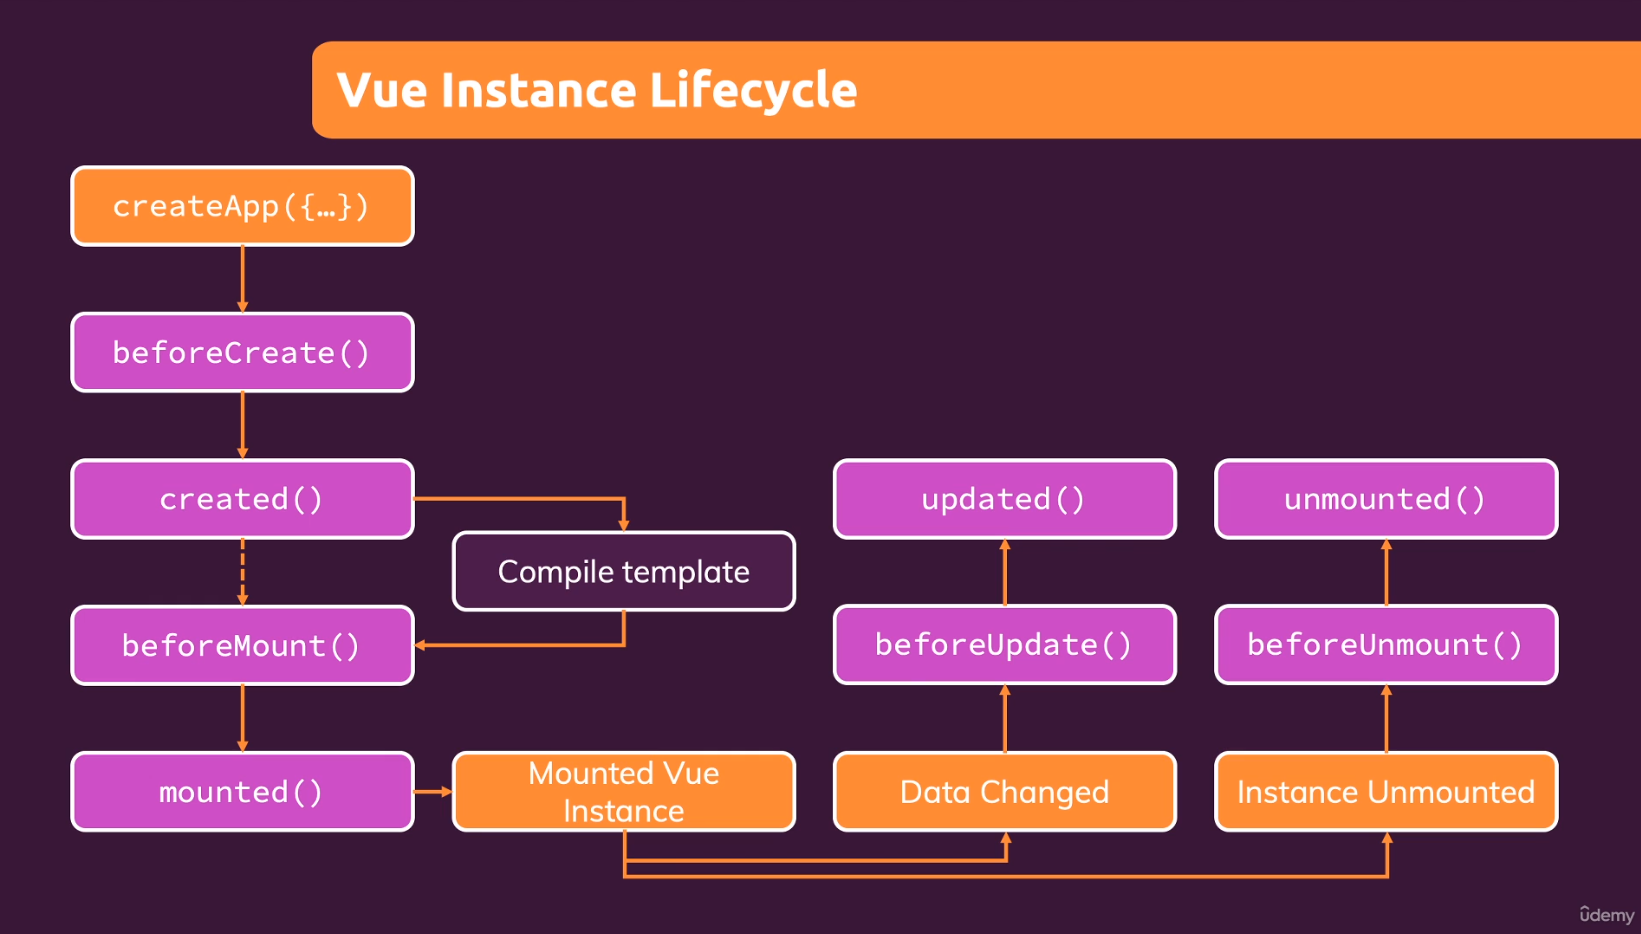 Vue Instance Lifecycle
createApp({…})
beforeCreate()
created()
Compile template
beforeMount()
mounted()
Mounted Vue
Instance
updated()
beforeUpdate()
Data Changed
unmounted()
beforeUnmount()
Instance Unmounted
ûdemy